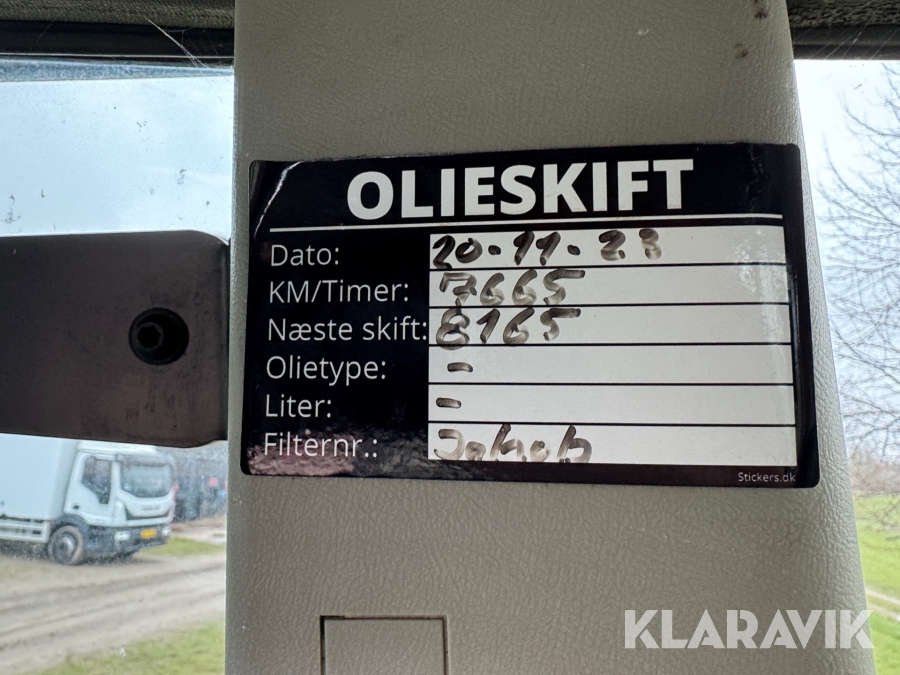 OLIESKIFT
Dato: 20-11-23
KM/Timer: 7665
Næste skift: 8165
Olietype: -
Liter: -
Filternr.: Jakob
Stickers.dk
KLARAVIK